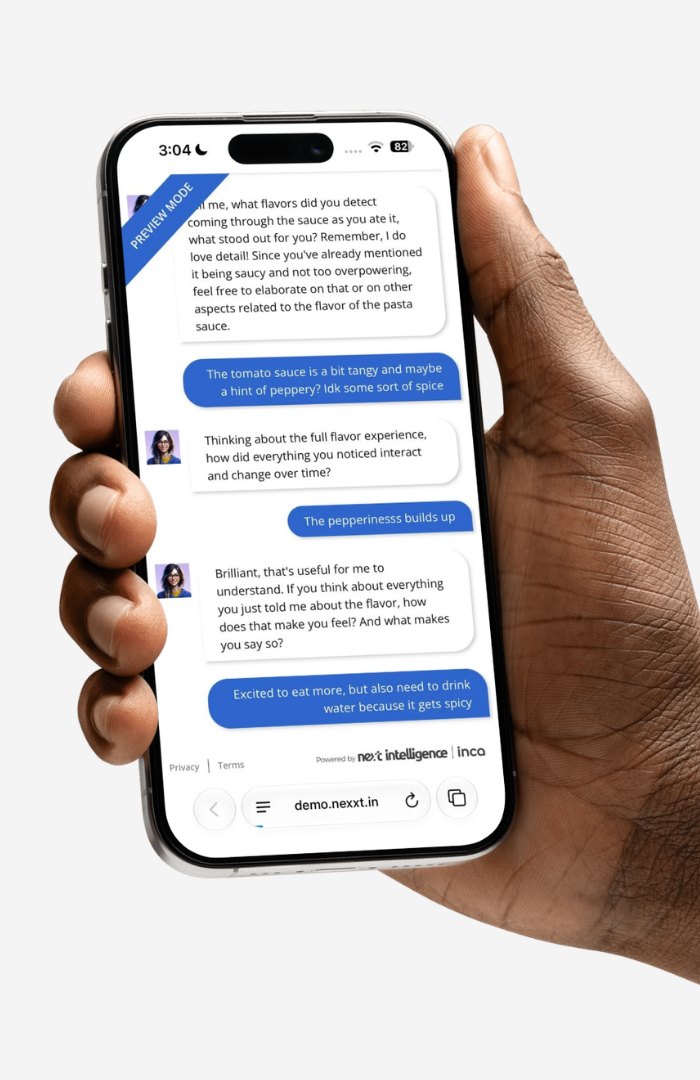 3:04
82
PREVIEW MODE
me, what flavors did you detect
coming through the sauce as you ate it,
what stood out for you? Remember, I do
love detail! Since you've already mentioned
it being saucy and not too overpowering,
feel free to elaborate on that or on other
aspects related to the flavor of the pasta
sauce.
The tomato sauce is a bit tangy and maybe
a hint of peppery? Idk some sort of spice
Thinking about the full flavor experience,
how did everything you noticed interact
and change over time?
The pepperinesss builds up
Brilliant, that's useful for me to
understand. If you think about everything
you just told me about the flavor, how
does that make you feel? And what makes
you say so?
Excited to eat more, but also need to drink
water because it gets spicy
Privacy | Terms
Powered by nexxt intelligence | inca
demo.nexxt.in